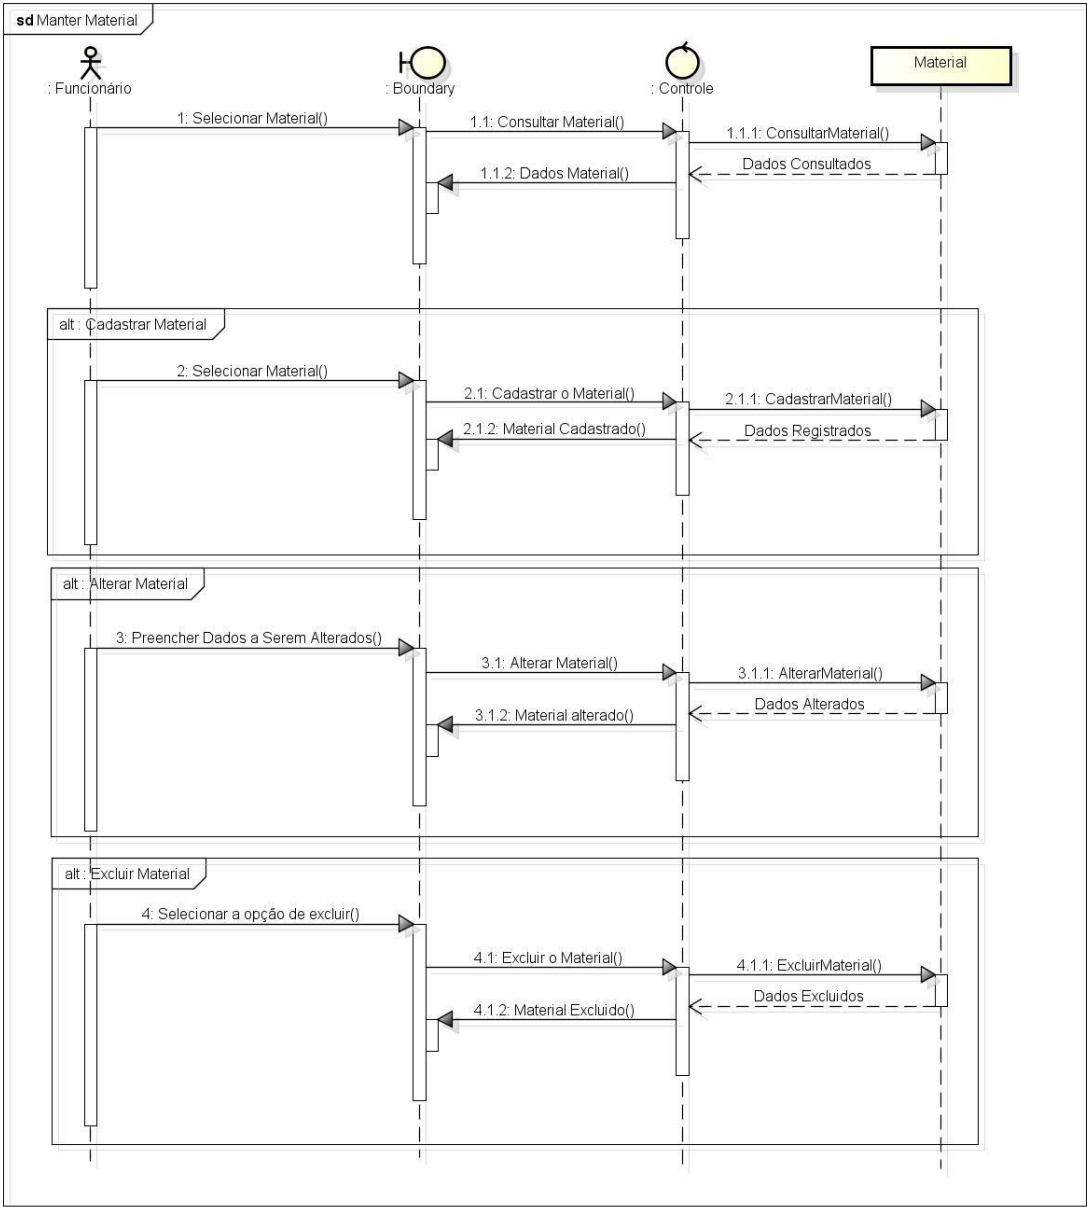 sd Manter Material
: Funcionário
: Boundary
: Controle
Material
1: Selecionar Material()
1.1: Consultar Material()
1.1.1: ConsultarMaterial()
Dados Consultados
1.1.2: Dados Material()
alt : Cadastrar Material
2: Selecionar Material()
2.1: Cadastrar o Material()
2.1.1: CadastrarMaterial()
2.1.2: Material Cadastrado()
Dados Registrados
alt : Alterar Material
3: Preencher Dados a Serem Alterados()
3.1: Alterar Material()
3.1.1: AlterarMaterial()
Dados Alterados
3.1.2: Material alterado()
alt : Excluir Material
4: Selecionar a opção de excluir()
4.1: Excluir o Material()
4.1.1: ExcluirMaterial()
Dados Excluidos
4.1.2: Material Excluido()